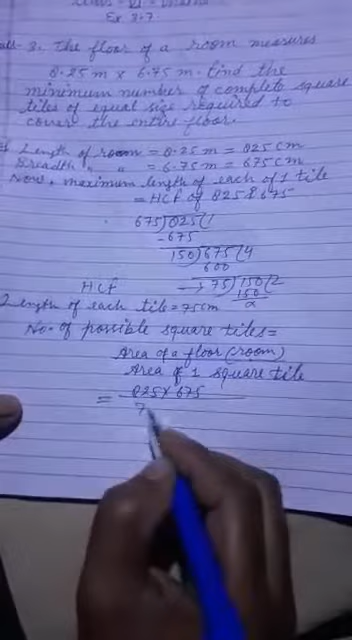 Ex 3.7
3. The floor of a room measures
8.25 m x 6.75 m. Find the
minimum number of complete square
tiles of equal size required to
cover the entire floor.
Length of room = 8.25 m = 825 cm
Breadth " " = 6.75 m = 675 cm
Now, maximum length of each of 1 tile
= HCF of 825 & 675
675)825(1
-675
150)675(4
600
HCF → 75)150(2
150
Length of each tile = 75 cm
No. of possible square tiles =
Area of a floor (room)
Area of 1 square tile
= 825 x 675
7